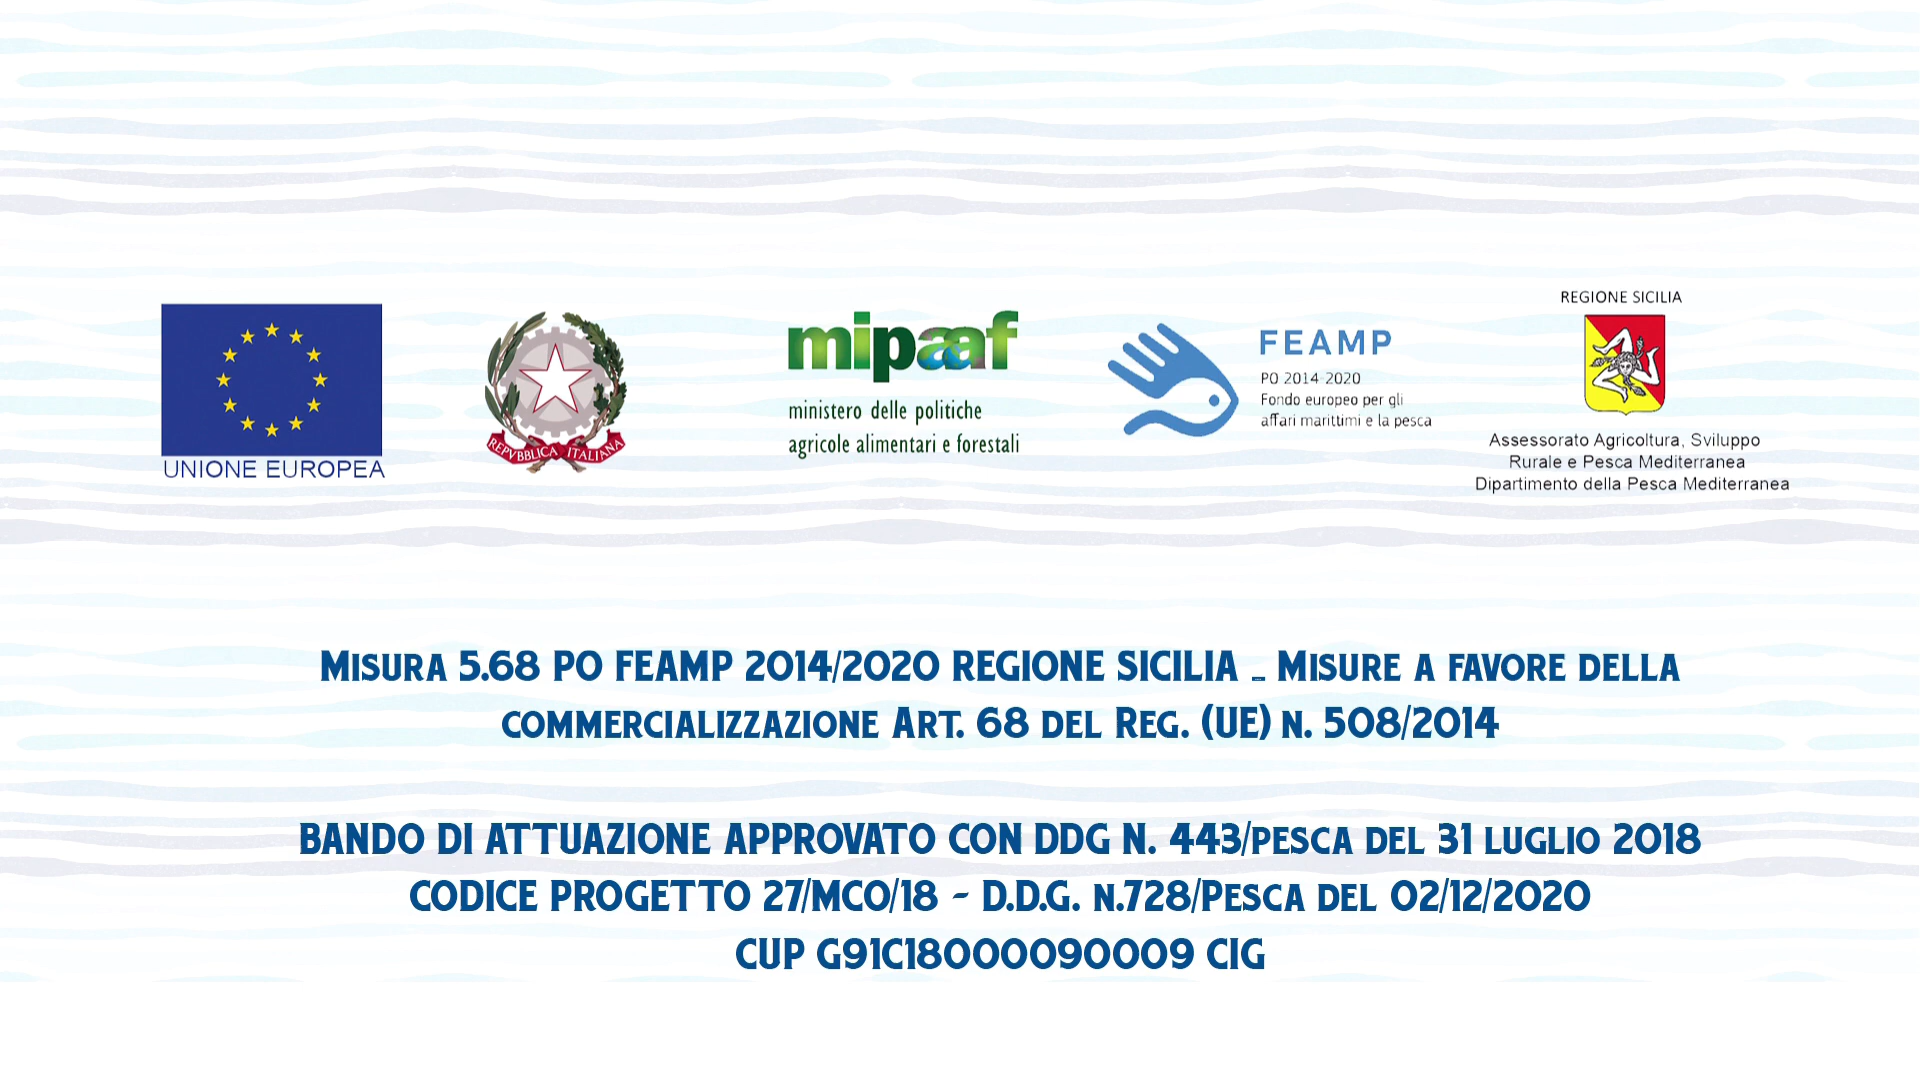 UNIONE EUROPEA
REPVBBLICA ITALIANA
mipaaf
ministero delle politiche
agricole alimentari e forestali
FEAMP
PO 2014-2020
Fondo europeo per gli
affari marittimi e la pesca
REGIONE SICILIA
Assessorato Agricoltura, Sviluppo
Rurale e Pesca Mediterranea
Dipartimento della Pesca Mediterranea
Misura 5.68 PO FEAMP 2014/2020 REGIONE SICILIA _ Misure a favore della
commercializzazione Art. 68 del Reg. (UE) n. 508/2014
BANDO DI ATTUAZIONE APPROVATO CON DDG N. 443/pesca del 31 luglio 2018
CODICE PROGETTO 27/MCO/18 - D.D.G. n.728/Pesca del 02/12/2020
CUP G91C18000090009 CIG